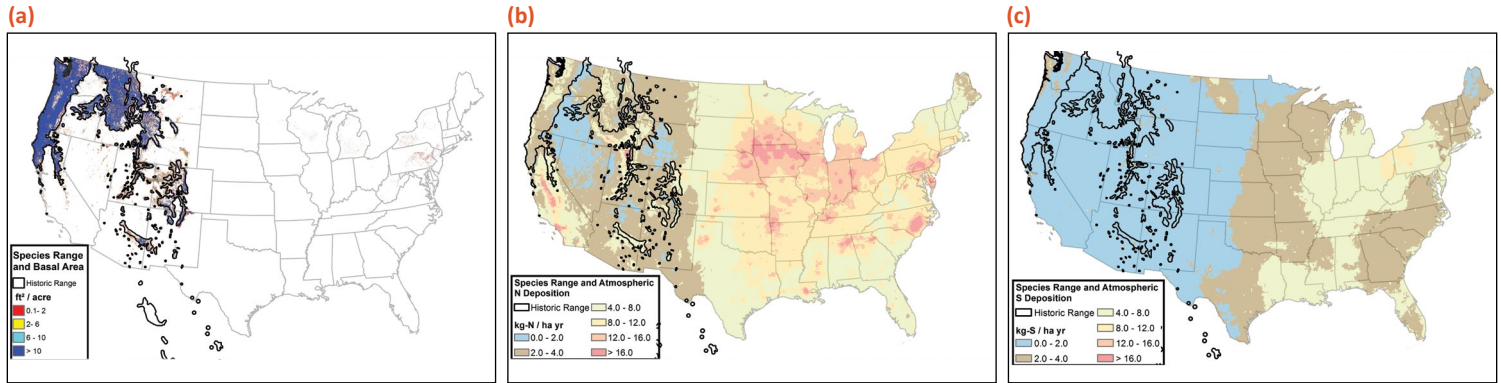 (a)
(b)
(c)
Species Range
and Basal Area
Historic Range
ft² / acre
0.1- 2
2- 6
6 - 10
> 10
Species Range and Atmospheric
N Deposition
Historic Range
kg-N / ha yr
0.0 - 2.0
2.0 - 4.0
4.0 - 8.0
8.0 - 12.0
12.0 - 16.0
> 16.0
Species Range and Atmospheric
S Deposition
Historic Range
kg-S / ha yr
0.0 - 2.0
2.0 - 4.0
4.0 - 8.0
8.0 - 12.0
12.0 - 16.0
> 16.0